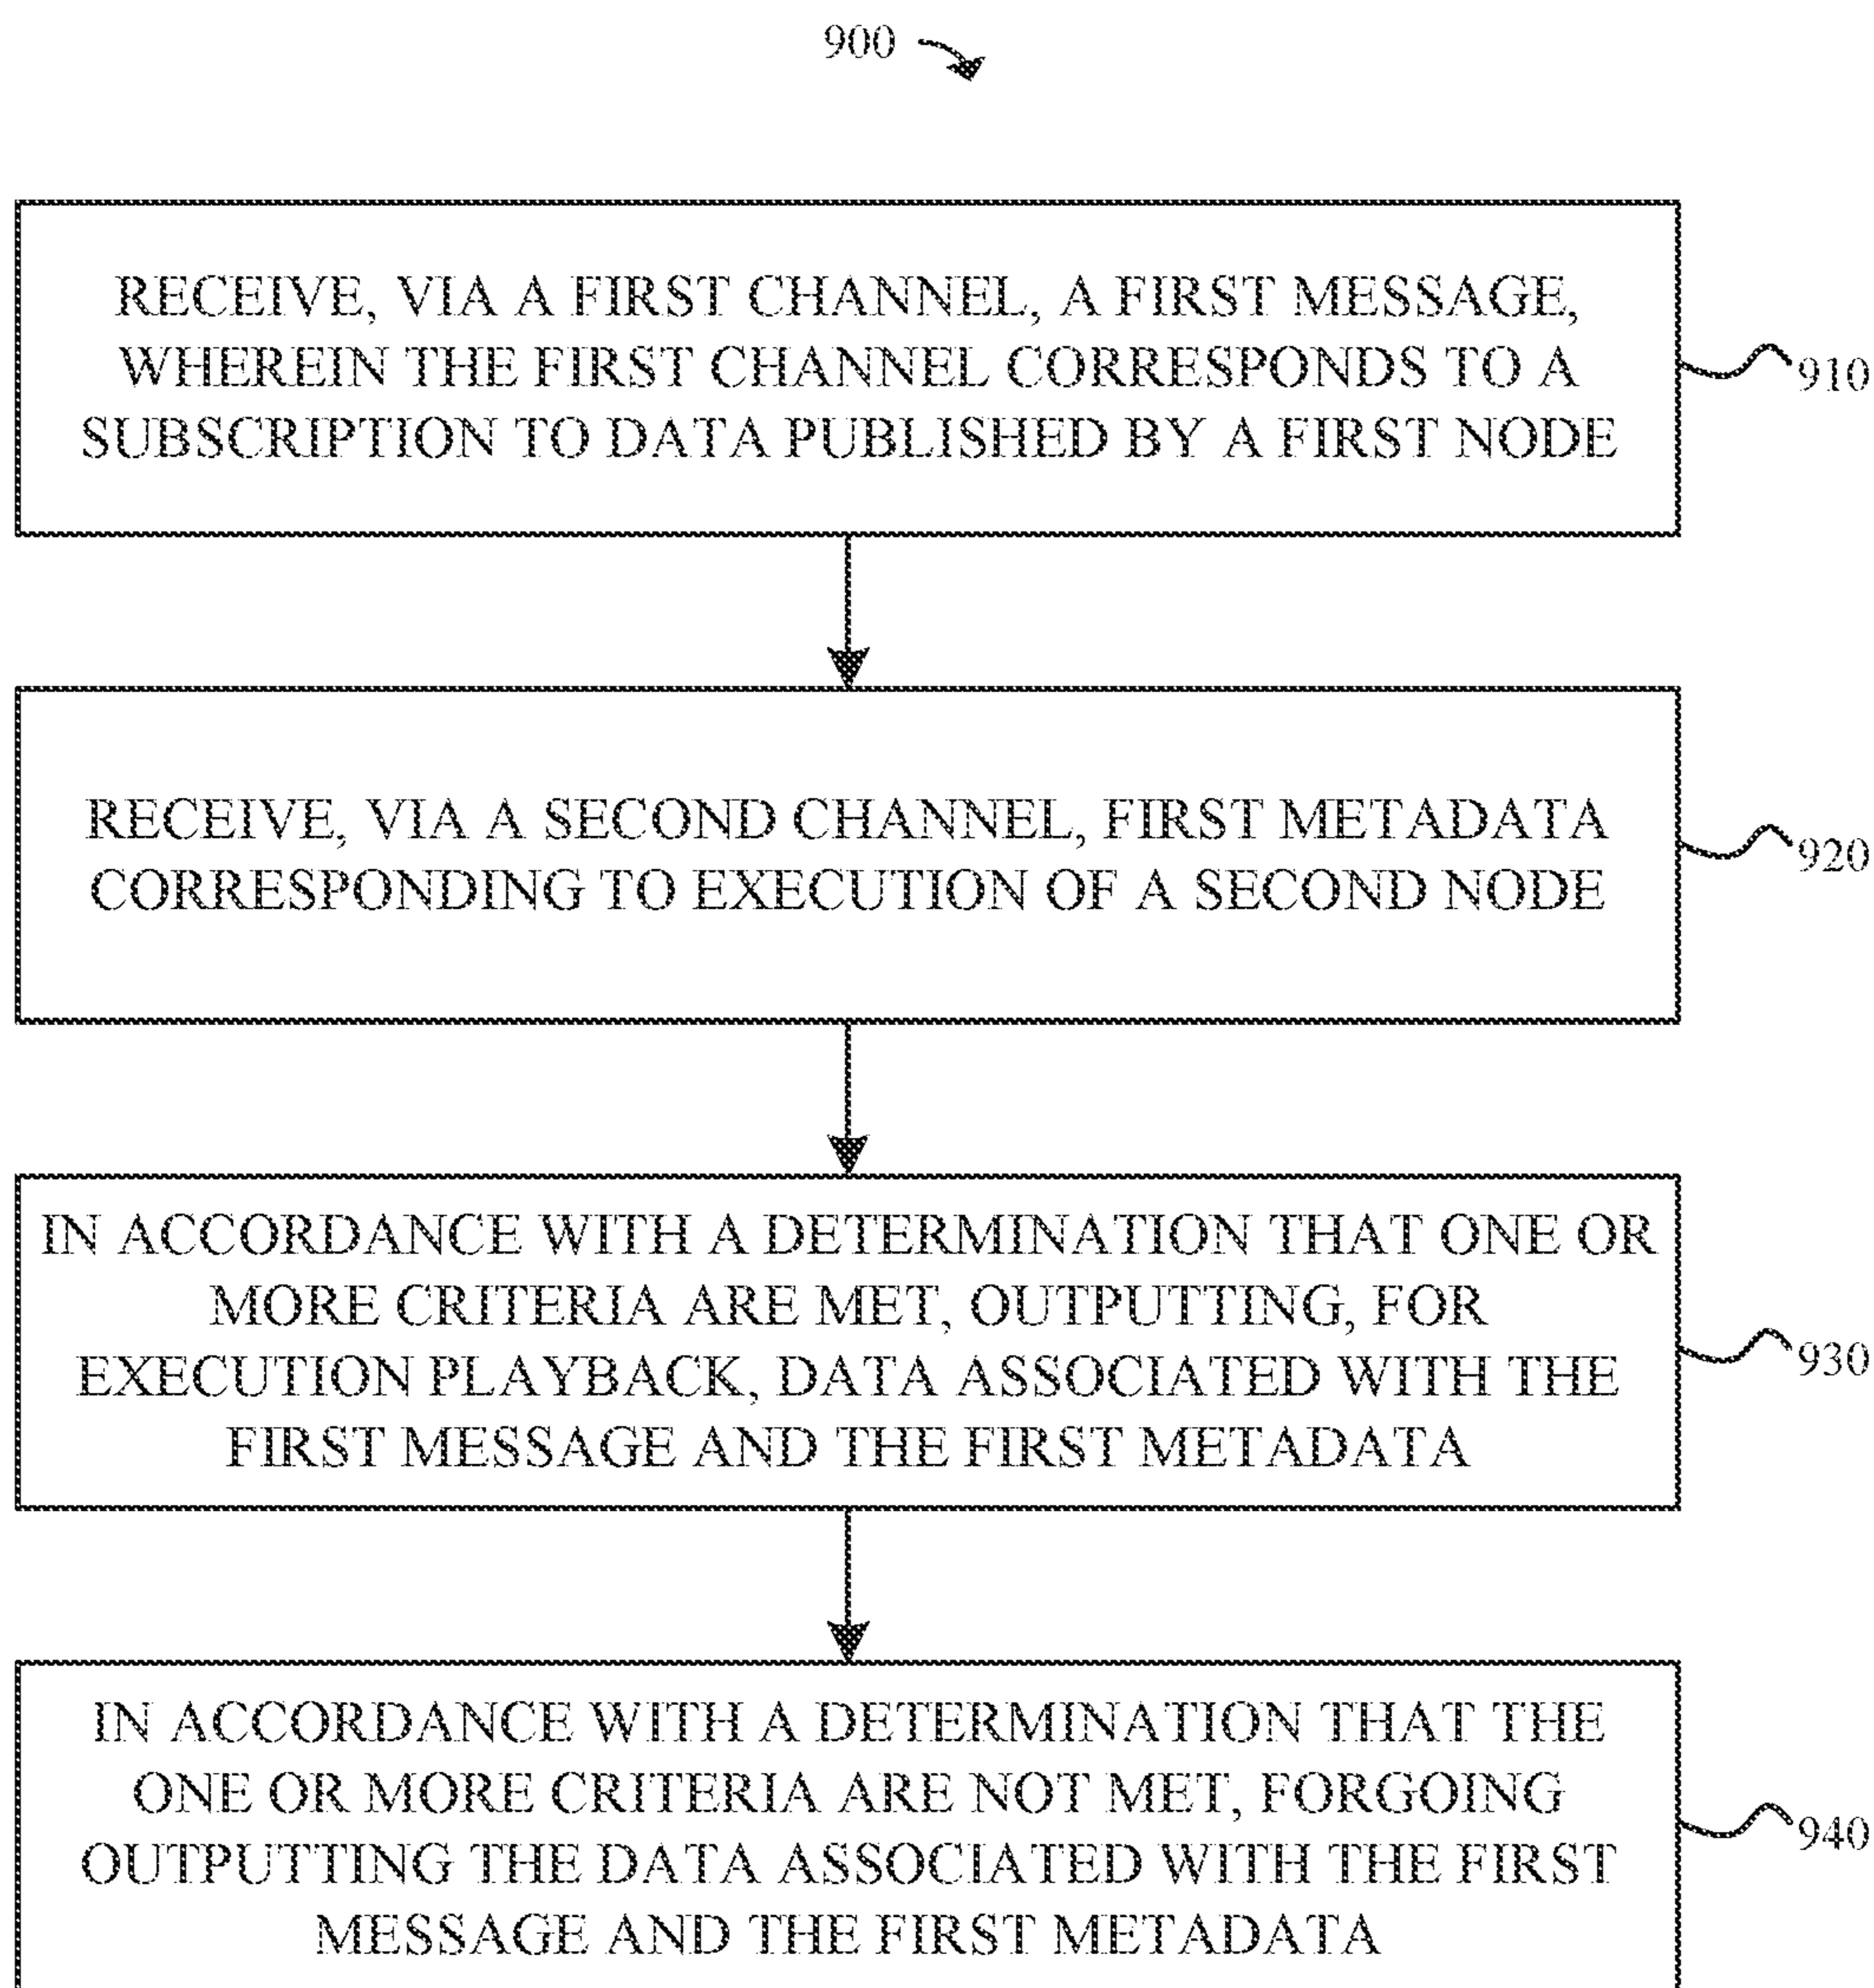 900
RECEIVE, VIA A FIRST CHANNEL, A FIRST MESSAGE,
WHEREIN THE FIRST CHANNEL CORRESPONDS TO A
SUBSCRIPTION TO DATA PUBLISHED BY A FIRST NODE
910
RECEIVE, VIA A SECOND CHANNEL, FIRST METADATA
CORRESPONDING TO EXECUTION OF A SECOND NODE
920
IN ACCORDANCE WITH A DETERMINATION THAT ONE OR
MORE CRITERIA ARE MET, OUTPUTTING, FOR
EXECUTION PLAYBACK, DATA ASSOCIATED WITH THE
FIRST MESSAGE AND THE FIRST METADATA
930
IN ACCORDANCE WITH A DETERMINATION THAT THE
ONE OR MORE CRITERIA ARE NOT MET, FORGOING
OUTPUTTING THE DATA ASSOCIATED WITH THE FIRST
MESSAGE AND THE FIRST METADATA
940